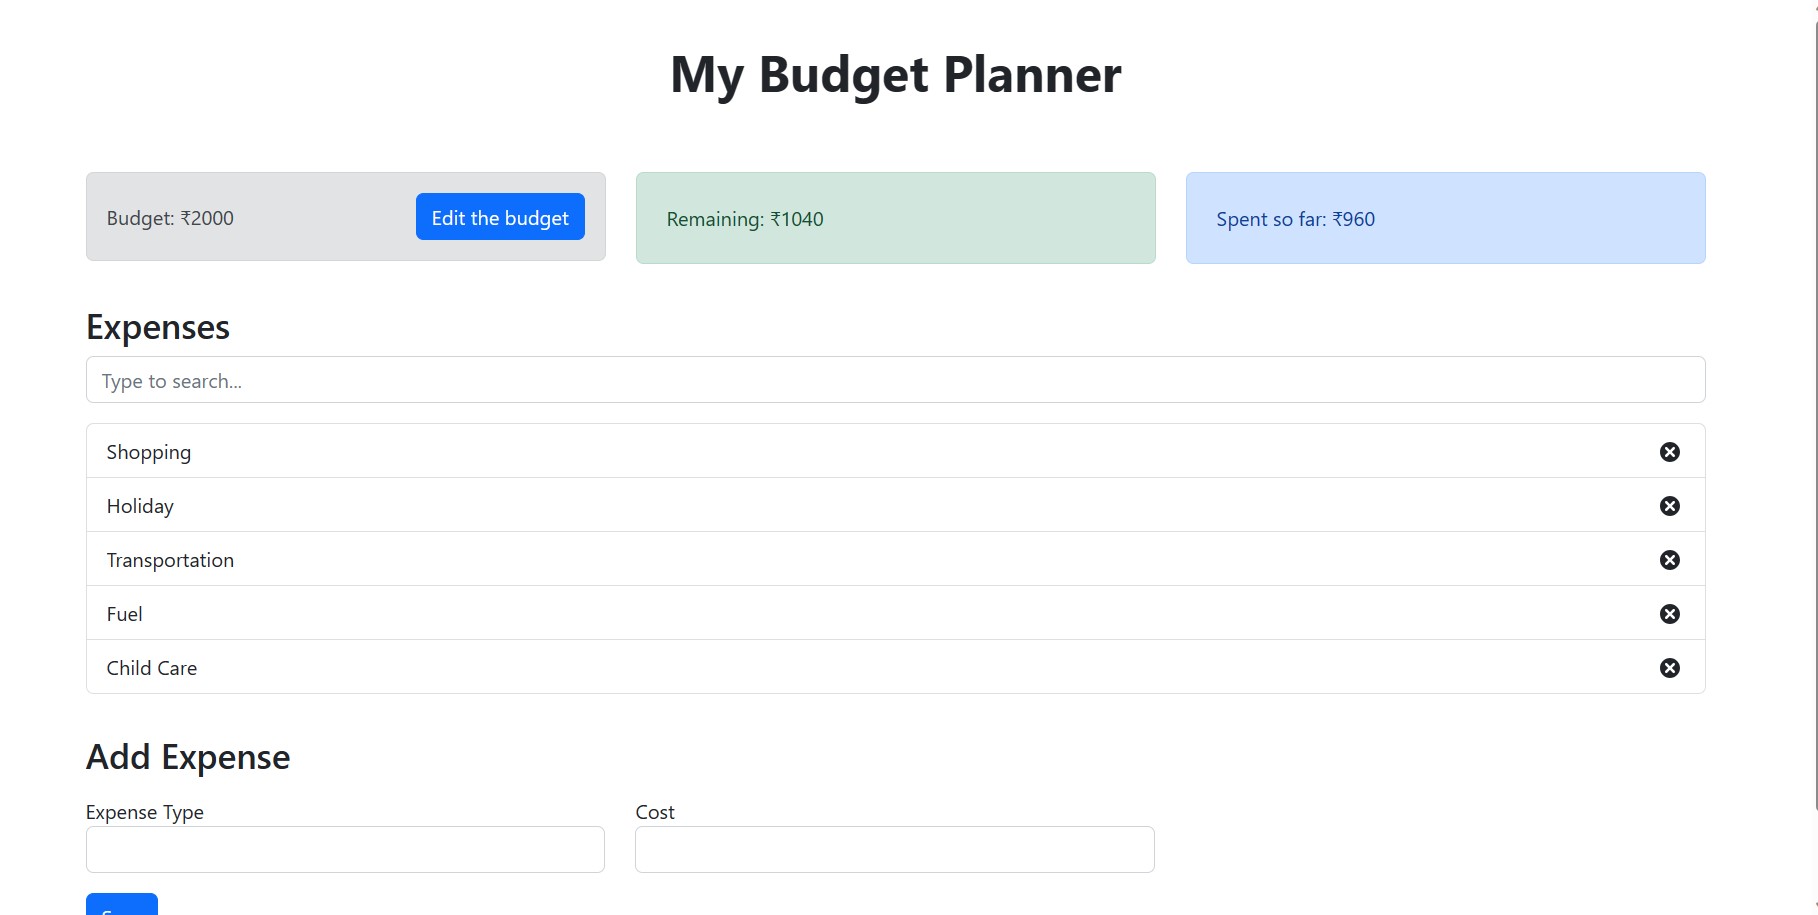 My Budget Planner
Budget: ₹2000
Edit the budget
Remaining: ₹1040
Spent so far: ₹960
Expenses
Type to search...
Shopping
Holiday
Transportation
Fuel
Child Care
Add Expense
Expense Type
Cost